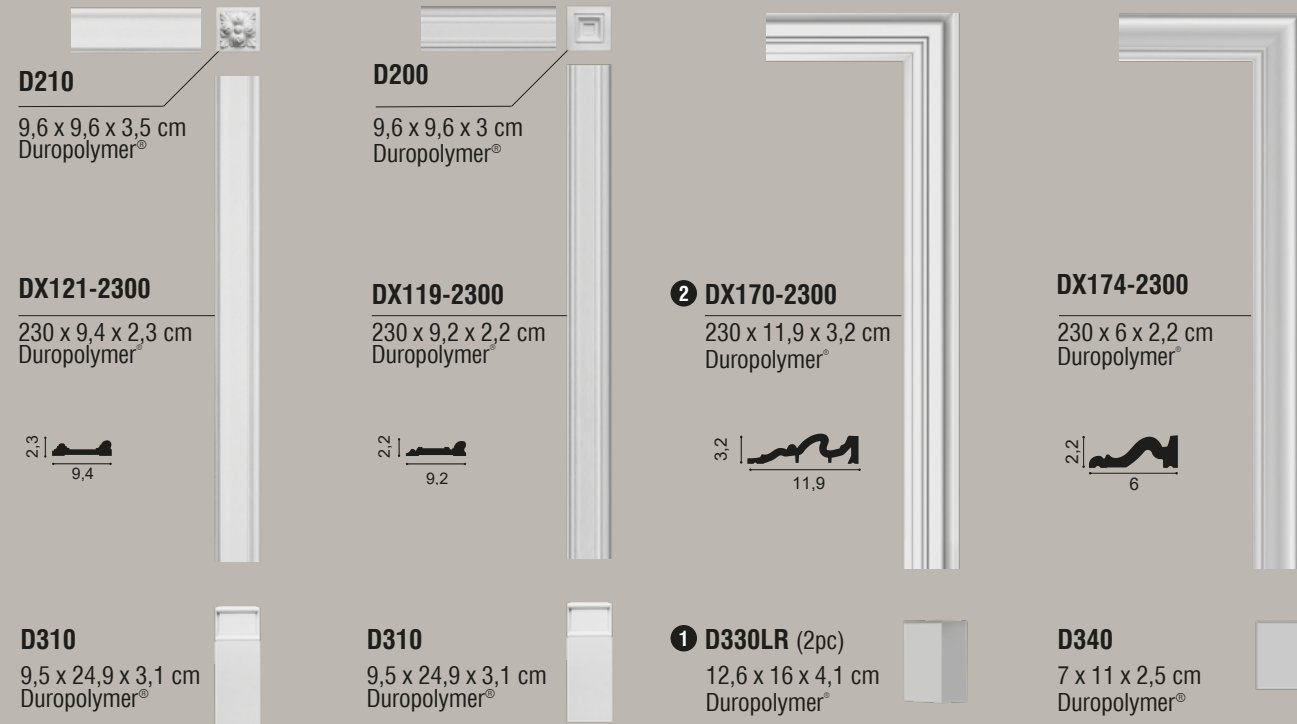 D210
9,6 x 9,6 x 3,5 cm
Duropolymer®
DX121-2300
230 x 9,4 x 2,3 cm
Duropolymer®
2,3
9,4
D310
9,5 x 24,9 x 3,1 cm
Duropolymer®
D200
9,6 x 9,6 x 3 cm
Duropolymer®
DX119-2300
230 x 9,2 x 2,2 cm
Duropolymer®
2,2
9,2
D310
9,5 x 24,9 x 3,1 cm
Duropolymer®
2 DX170-2300
230 x 11,9 x 3,2 cm
Duropolymer®
3,2
11,9
1 D330LR (2pc)
12,6 x 16 x 4,1 cm
Duropolymer®
DX174-2300
230 x 6 x 2,2 cm
Duropolymer®
2,2
6
D340
7 x 11 x 2,5 cm
Duropolymer®